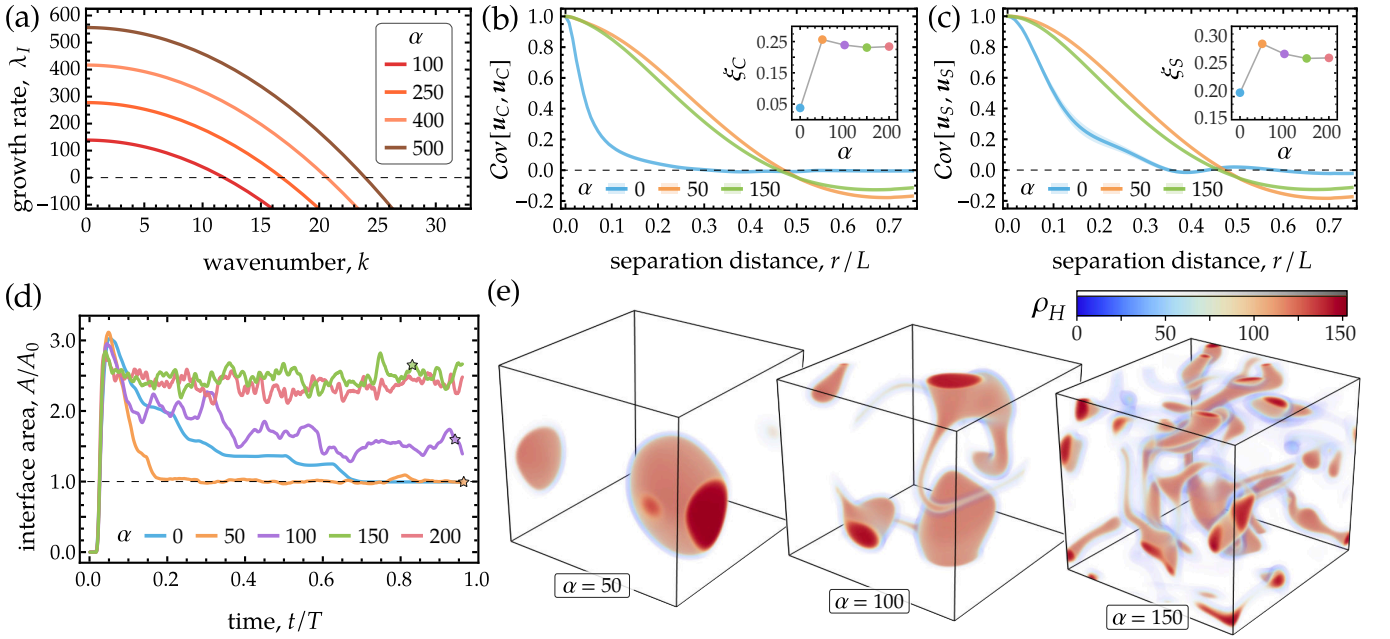 (a)
growth rate, λ_I
600
500
400
300
200
100
0
−100
0 5 10 15 20 25 30
wavenumber, k
α
100
250
400
500
(b)
Cov[u_C, u_C]
1.0
0.8
0.6
0.4
0.2
0.0
−0.2
0.0 0.1 0.2 0.3 0.4 0.5 0.6 0.7
separation distance, r/L
α 0 50 150
ξ_C
0.25
0.15
0.05
0 100 200
α
(c)
Cov[u_S, u_S]
1.0
0.8
0.6
0.4
0.2
0.0
−0.2
0.0 0.1 0.2 0.3 0.4 0.5 0.6 0.7
separation distance, r/L
α 0 50 150
ξ_S
0.30
0.25
0.20
0.15
0 100 200
α
(d)
interface area, A/A_0
3.0
2.0
1.0
0.0
0.0 0.2 0.4 0.6 0.8 1.0
time, t/T
α 0 50 100 150 200
(e)
ρ_H
0 50 100 150
α = 50
α = 100
α = 150